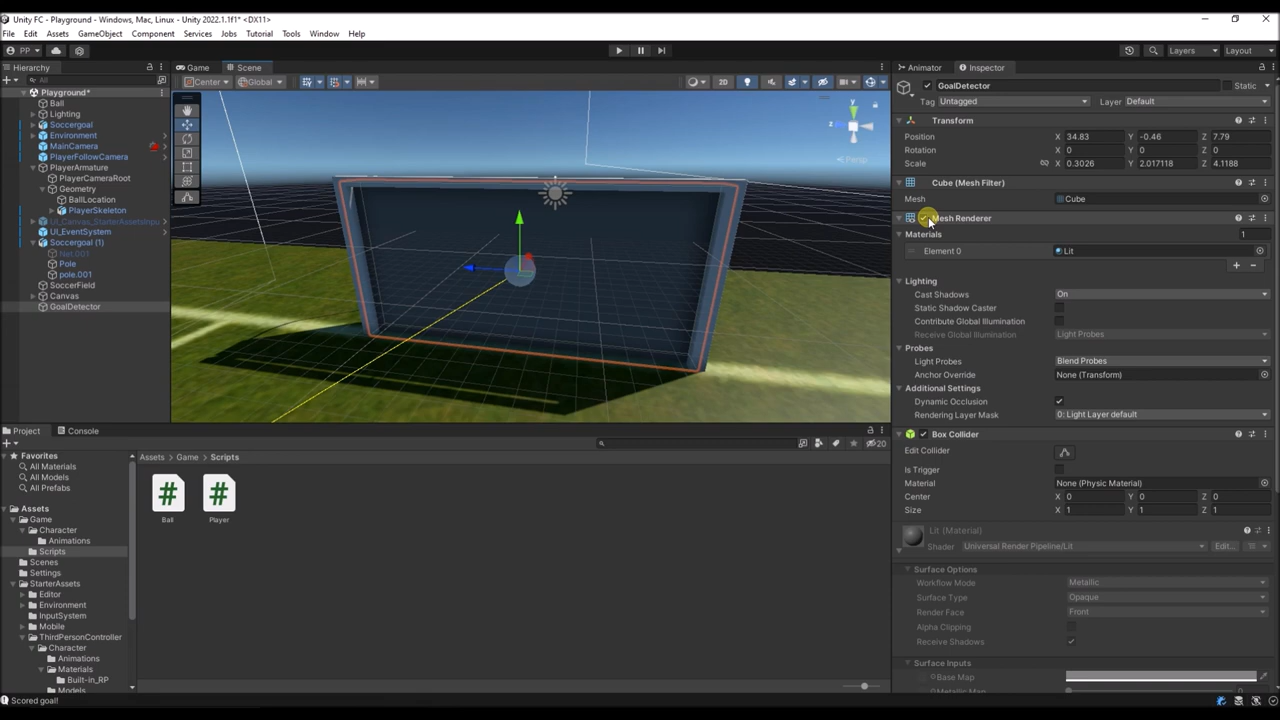 Unity FC - Playground - Windows, Mac, Linux - Unity 2022.1.1f1* <DX11>
File Edit Assets GameObject Component Services Jobs Tutorial Tools Window Help
PP Layers Layout
Hierarchy
All
Playground*
Ball
Lighting
Soccergoal
Environment
MainCamera
PlayerFollowCamera
PlayerArmature
PlayerCameraRoot
Geometry
BallLocation
PlayerSkeleton
UI_Canvas_StarterAssetsInpu
UI_EventSystem
Soccergoal (1)
Net.001
Pole
pole.001
SoccerField
Canvas
GoalDetector
Game Scene
Center Global 2D
y
z
Persp
Animator Inspector
GoalDetector Static
Tag Untagged Layer Default
Transform
Position X 34.83 Y -0.46 Z 7.79
Rotation X 0 Y 0 Z 0
Scale X 0.3026 Y 2.017118 Z 4.1188
Cube (Mesh Filter)
Mesh Cube
Mesh Renderer
Materials 1
Element 0 Lit
Lighting
Cast Shadows On
Static Shadow Caster
Contribute Global Illumination
Receive Global Illumination Light Probes
Probes
Light Probes Blend Probes
Anchor Override None (Transform)
Additional Settings
Dynamic Occlusion
Rendering Layer Mask 0: Light Layer default
Box Collider
Edit Collider
Is Trigger
Material None (Physic Material)
Center X 0 Y 0 Z 0
Size X 1 Y 1 Z 1
Lit (Material)
Shader Universal Render Pipeline/Lit Edit...
Surface Options
Workflow Mode Metallic
Surface Type Opaque
Render Face Front
Alpha Clipping
Receive Shadows
Surface Inputs
Base Map
Metallic Map 0
Project Console
20
Favorites
All Materials
All Models
All Prefabs
Assets
Game
Character
Animations
Scripts
Scenes
Settings
StarterAssets
Editor
Environment
InputSystem
Mobile
ThirdPersonController
Character
Animations
Materials
Built-in_RP
Models
Assets Game Scripts
# #
Ball Player
Scored goal!